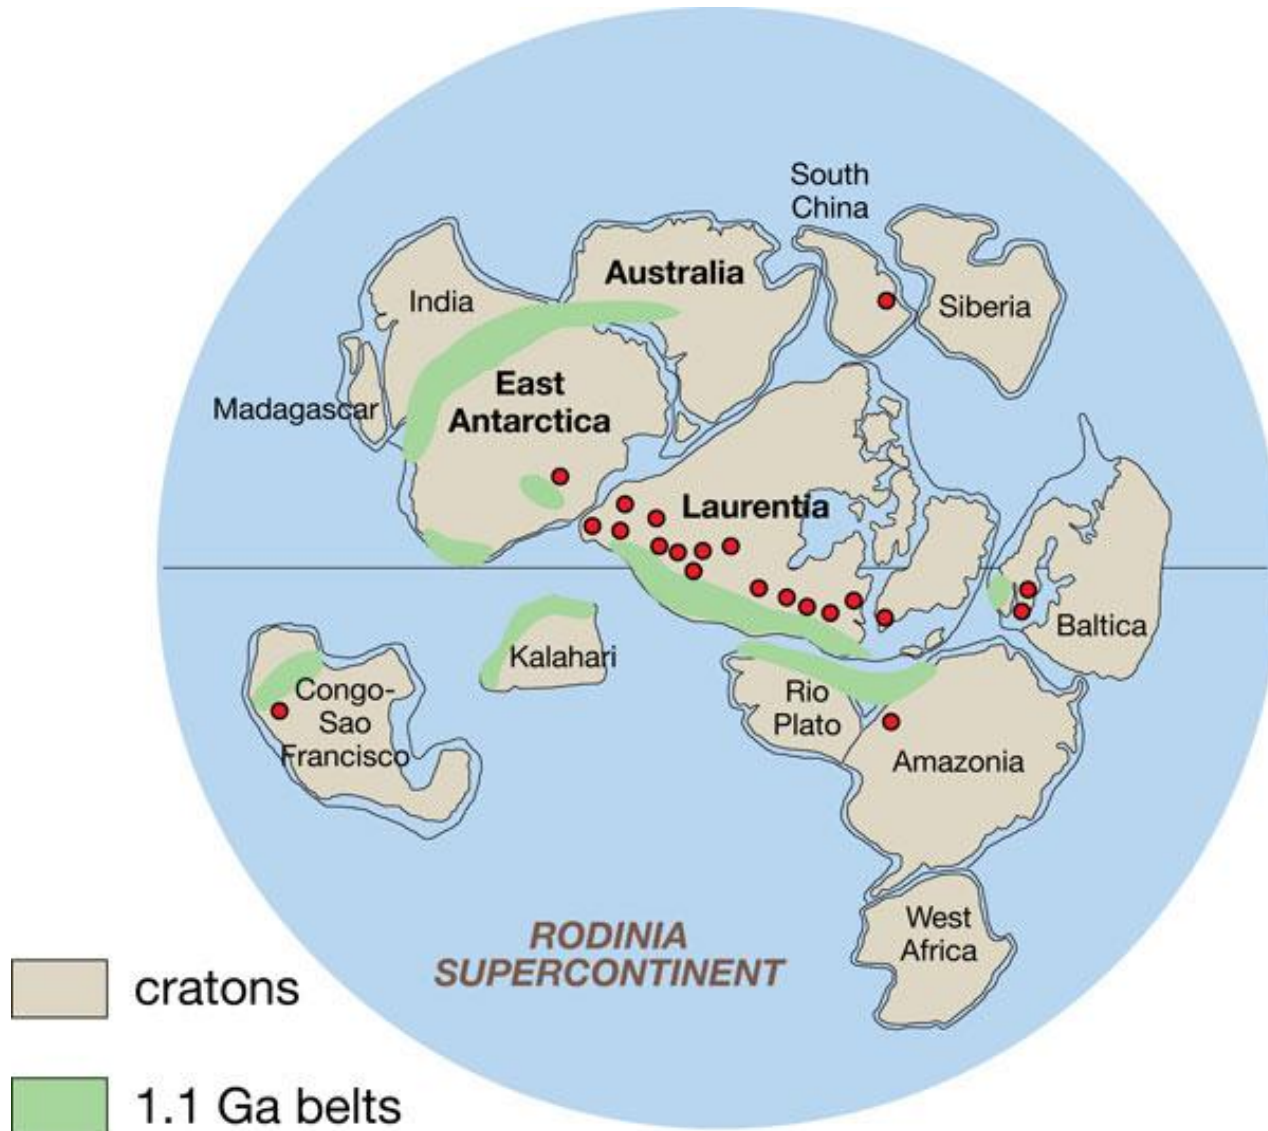 South
China
Australia
India
Siberia
East
Antarctica
Madagascar
Laurentia
Baltica
Kalahari
Congo-
Sao
Francisco
Rio
Plato
Amazonia
West
Africa
RODINIA
SUPERCONTINENT
cratons
1.1 Ga belts